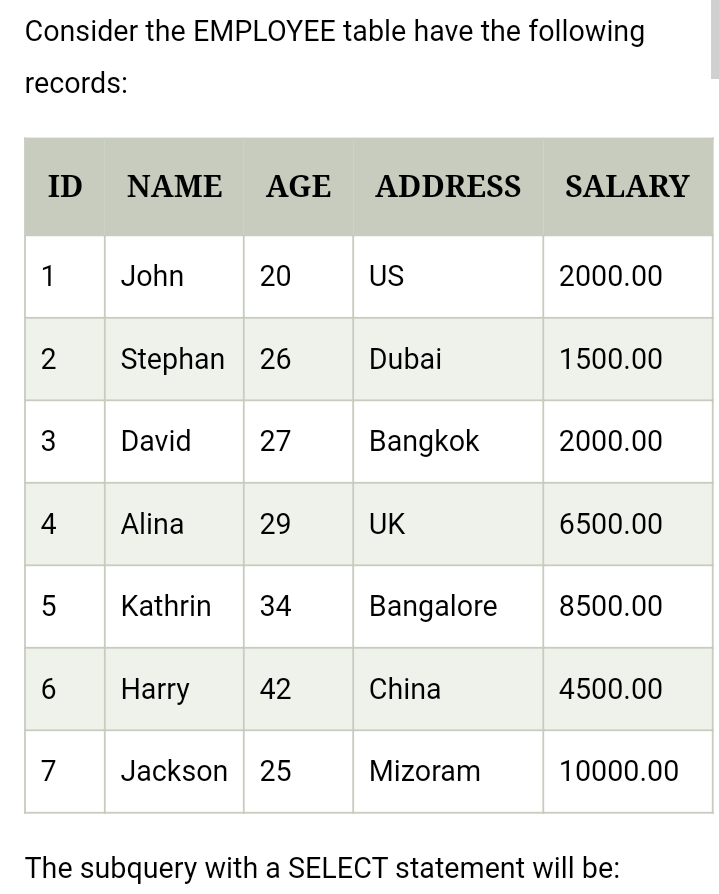 Consider the EMPLOYEE table have the following
records:
ID NAME AGE ADDRESS SALARY
1 John 20 US 2000.00
2 Stephan 26 Dubai 1500.00
3 David 27 Bangkok 2000.00
4 Alina 29 UK 6500.00
5 Kathrin 34 Bangalore 8500.00
6 Harry 42 China 4500.00
7 Jackson 25 Mizoram 10000.00
The subquery with a SELECT statement will be: